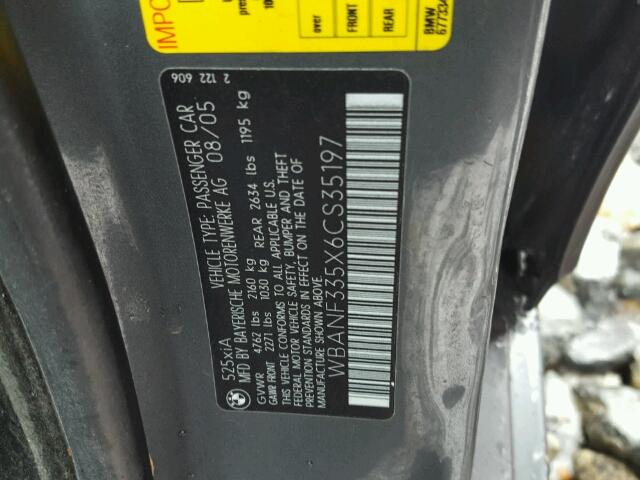 IMPO
over
FRONT
REAR
BMW
67733
2 122 606
525xiA
VEHICLE TYPE: PASSENGER CAR
MFD BY BAYERISCHE MOTORENWERKE AG 08/05
GVWR 4762 lbs 2160 kg REAR 2634 lbs 1195 kg
GAWR FRONT 2271 lbs 1030 kg
THIS VEHICLE CONFORMS TO ALL APPLICABLE U.S.
FEDERAL MOTOR VEHICLE SAFETY, BUMPER AND THEFT
PREVENTION STANDARDS IN EFFECT ON THE DATE OF
MANUFACTURE SHOWN ABOVE.
WBANF335X6CS35197